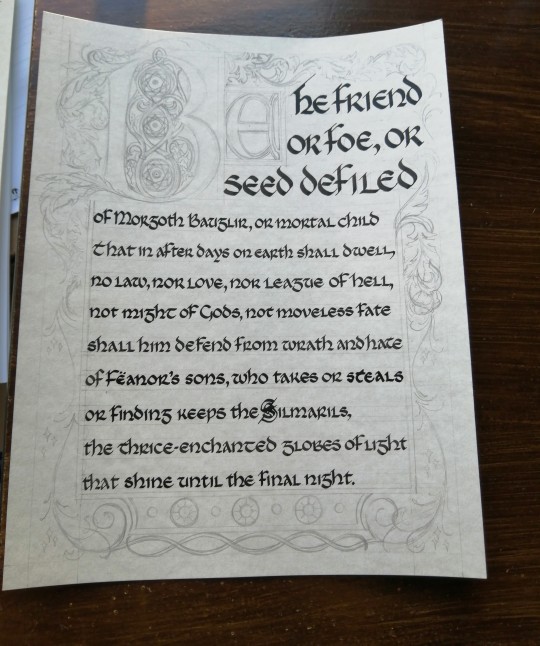 Be he friend
or foe, or
seed defiled
of Morgoth Bauglir, or mortal child
that in after days on earth shall dwell,
no law, nor love, nor league of hell,
not might of Gods, not moveless fate
shall him defend from wrath and hate
of Fëanor's sons, who takes or steals
or finding keeps the Silmarils,
the thrice-enchanted globes of light
that shine until the final night.